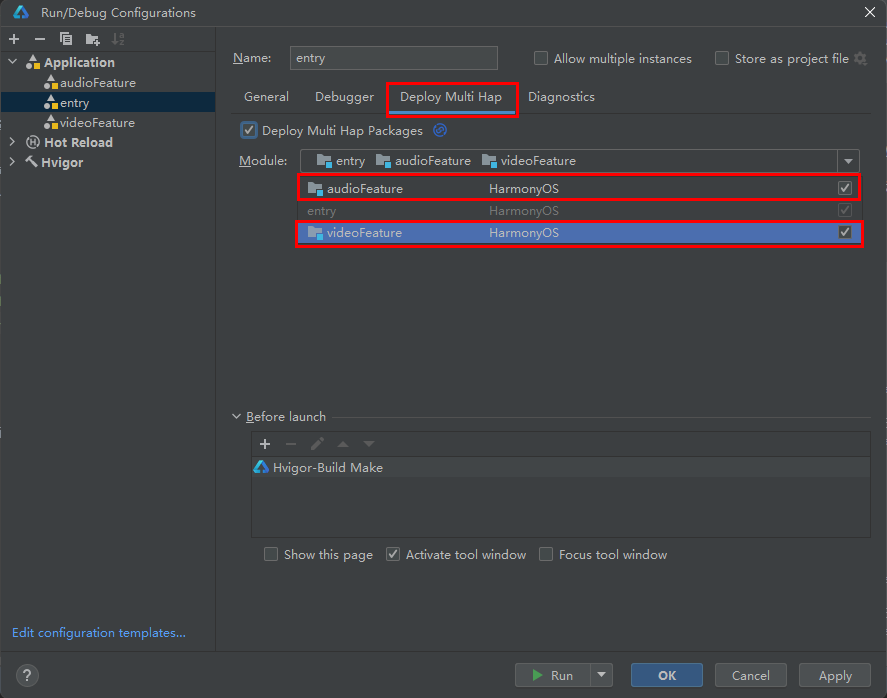 Run/Debug Configurations
Application
audioFeature
entry
videoFeature
Hot Reload
Hvigor
Edit configuration templates...
Name: entry Allow multiple instances Store as project file
General Debugger Deploy Multi Hap Diagnostics
Deploy Multi Hap Packages
Module: entry audioFeature videoFeature
audioFeature HarmonyOS
entry HarmonyOS
videoFeature HarmonyOS
Before launch
Hvigor-Build Make
Show this page Activate tool window Focus tool window
? Run OK Cancel Apply